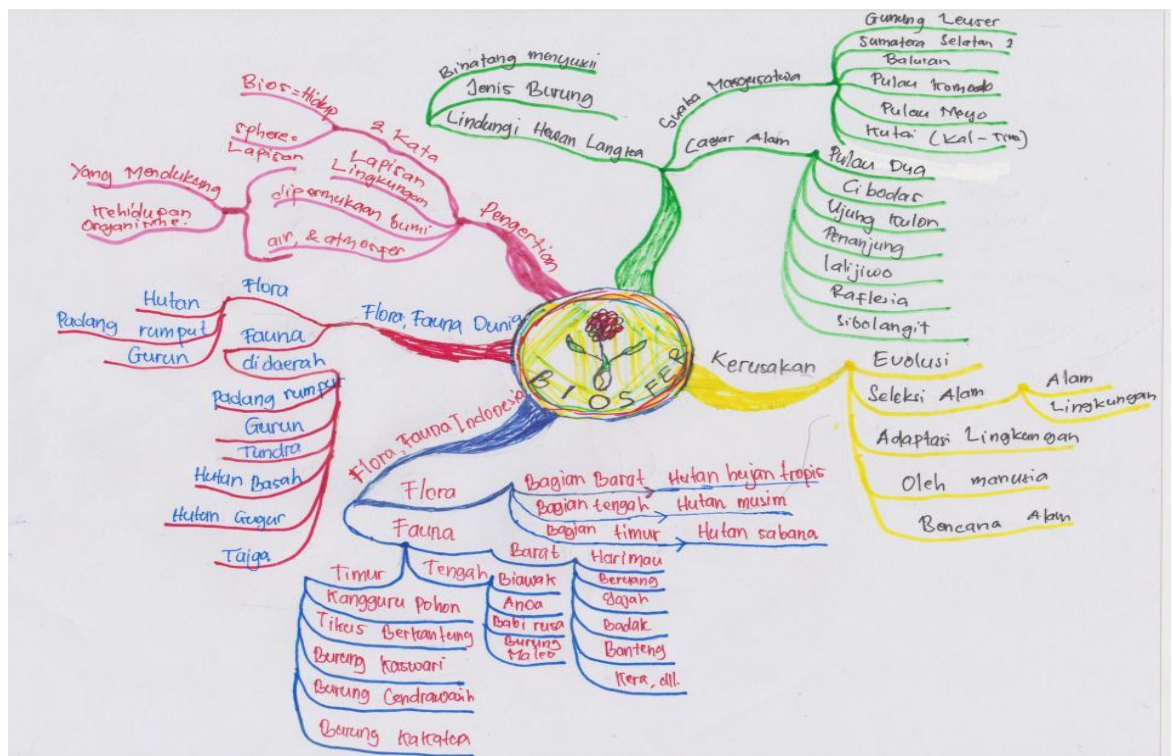 BIOSFER
Pengertian
2 Kata
Bios=Hidup
sphere=
Lapisan
Lapisan
Lingkungan
dipermukaan bumi
air, & atmosfer
Yang Mendukung
Kehidupan
Organisme.
Suaka Margasatwa
Gunung Leuser
Sumatera Selatan 1
Baluran
Pulau Komodo
Pulau Moyo
Kutai (Kal-Tim)
Cagar Alam
Pulau Dua
Cibodas
Ujung Kulon
Penanjung
lalijiwo
Raflesia
Sibolangit
Binatang menyusui
Jenis Burung
Lindungi Hewan Langka
Kerusakan
Evolusi
Seleksi Alam
Alam
Lingkungan
Adaptasi Lingkungan
Oleh manusia
Bencana Alam
Flora, Fauna Dunia
Flora
Hutan
Padang rumput
Gurun
Fauna
didaerah
Padang rumput
Gurun
Tundra
Hutan Basah
Hutan Gugur
Taiga
Flora, Fauna Indonesia
Flora
Bagian Barat
Hutan hujan tropis
Bagian tengah
Hutan musim
Bagian timur
Hutan sabana
Fauna
Timur
Kangguru Pohon
Tikus Berkantung
Burung Kaswari
Burung Cendrawasih
Burung Kakatua
Tengah
Biawak
Anoa
Babi rusa
Burung
Maleo
Barat
Harimau
Beruang
Gajah
Badak
Banteng
Kera, dll.